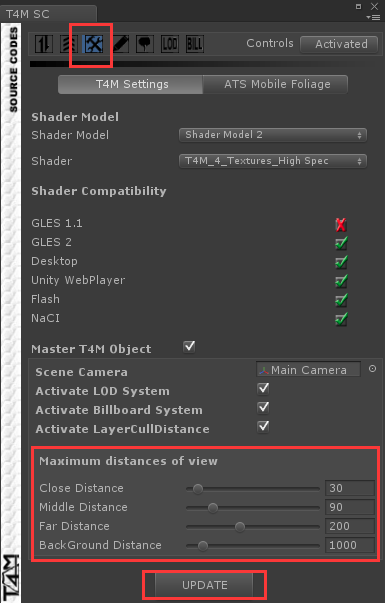 T4M SC
SOURCE CODES
LOD
BILL
Controls
Activated
T4M Settings
ATS Mobile Foliage
Shader Model
Shader Model
Shader Model 2
Shader
T4M_4_Textures_High Spec
Shader Compatibility
GLES 1.1
GLES 2
Desktop
Unity WebPlayer
Flash
NaCI
Master T4M Object
Scene Camera
Main Camera
Activate LOD System
Activate Billboard System
Activate LayerCullDistance
Maximum distances of view
Close Distance
30
Middle Distance
90
Far Distance
200
BackGround Distance
1000
UPDATE
T4M